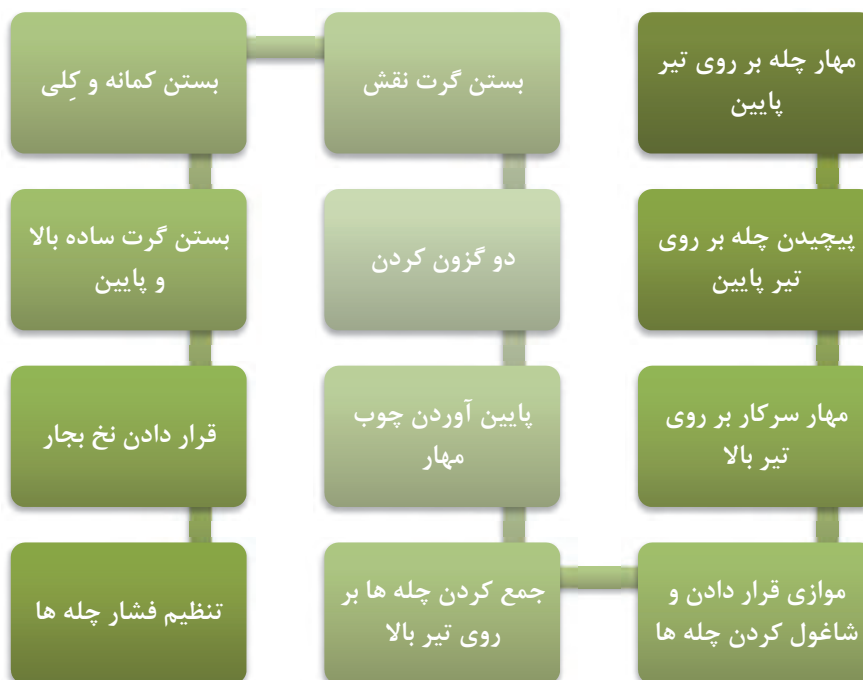 مهار چله بر روی تیر
پایین
پیچیدن چله بر روی
تیر پایین
مهار سرکار بر روی
تیر بالا
موازی قرار دادن و
شاغول کردن چله ها
جمع کردن چله ها بر
روی تیر بالا
پایین آوردن چوب
مهار
دو گزون کردن
بستن گرت نقش
بستن کمانه و کِلی
بستن گرت ساده بالا
و پایین
قرار دادن نخ بجار
تنظیم فشار چله ها